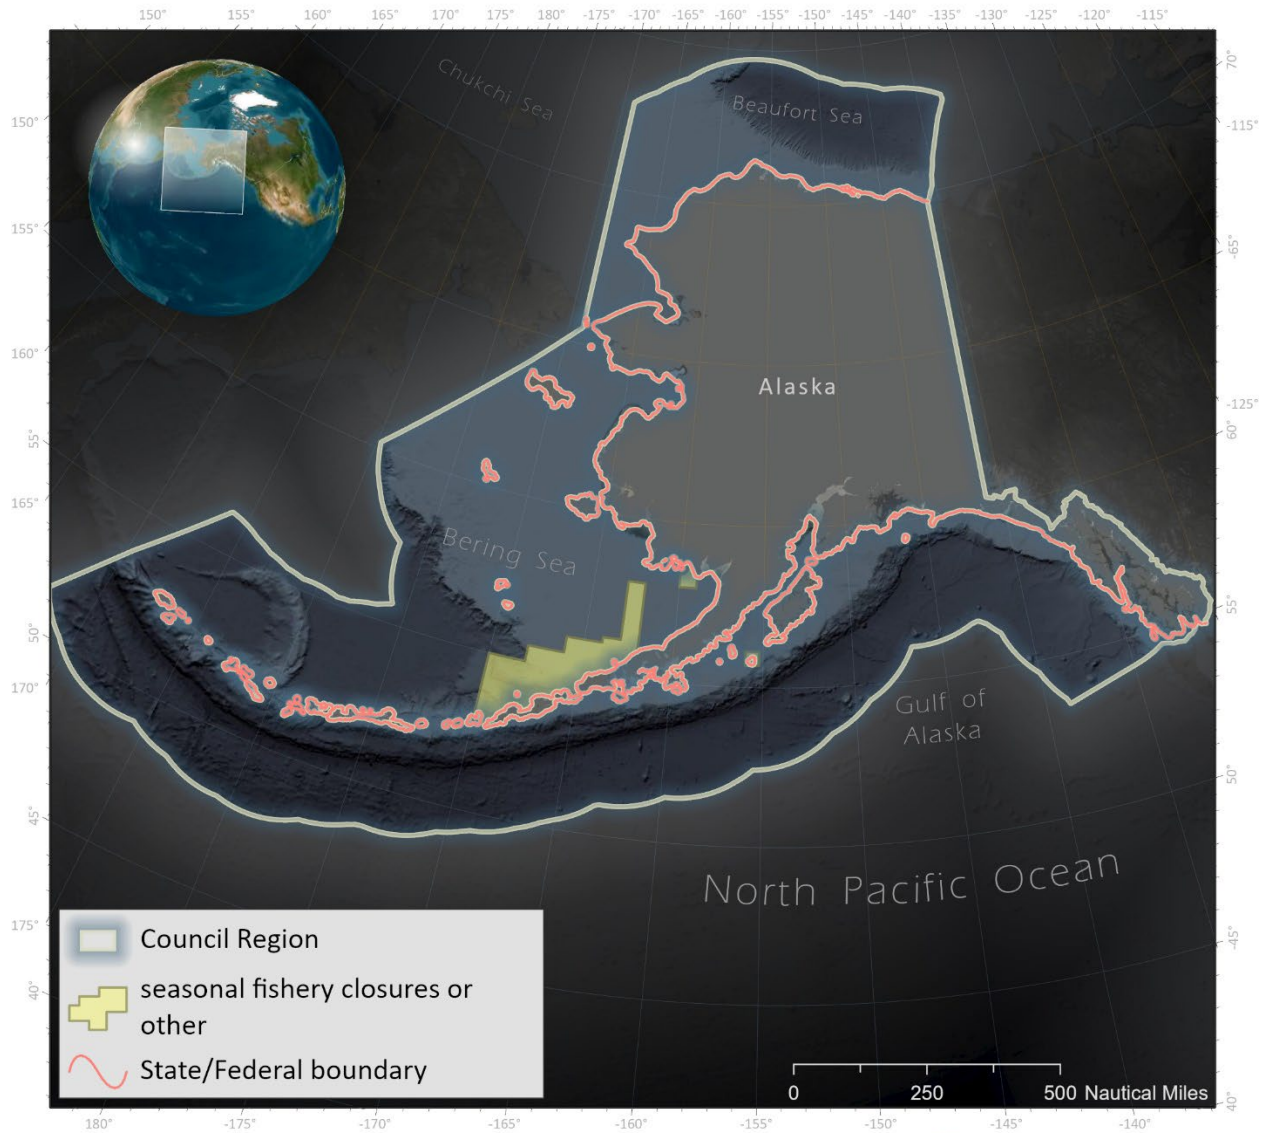 150° 155° 160° 165° 170° 175° 180° -175° -170° -165° -160° -155° -150° -145° -140° -135° -130° -125° -120° -115°
70°
Chukchi Sea
Beaufort Sea
150°
-115°
155°
-65°
160°
Alaska
-125°
55°
60°
165°
Bering Sea
50°
55°
170°
Gulf of
Alaska
45°
50°
North Pacific Ocean
175°
-45°
40°
Council Region
seasonal fishery closures or
other
State/Federal boundary
0 250 500 Nautical Miles
40°
180° -175° -170° -165° -160° -155° -150° -145° -140°